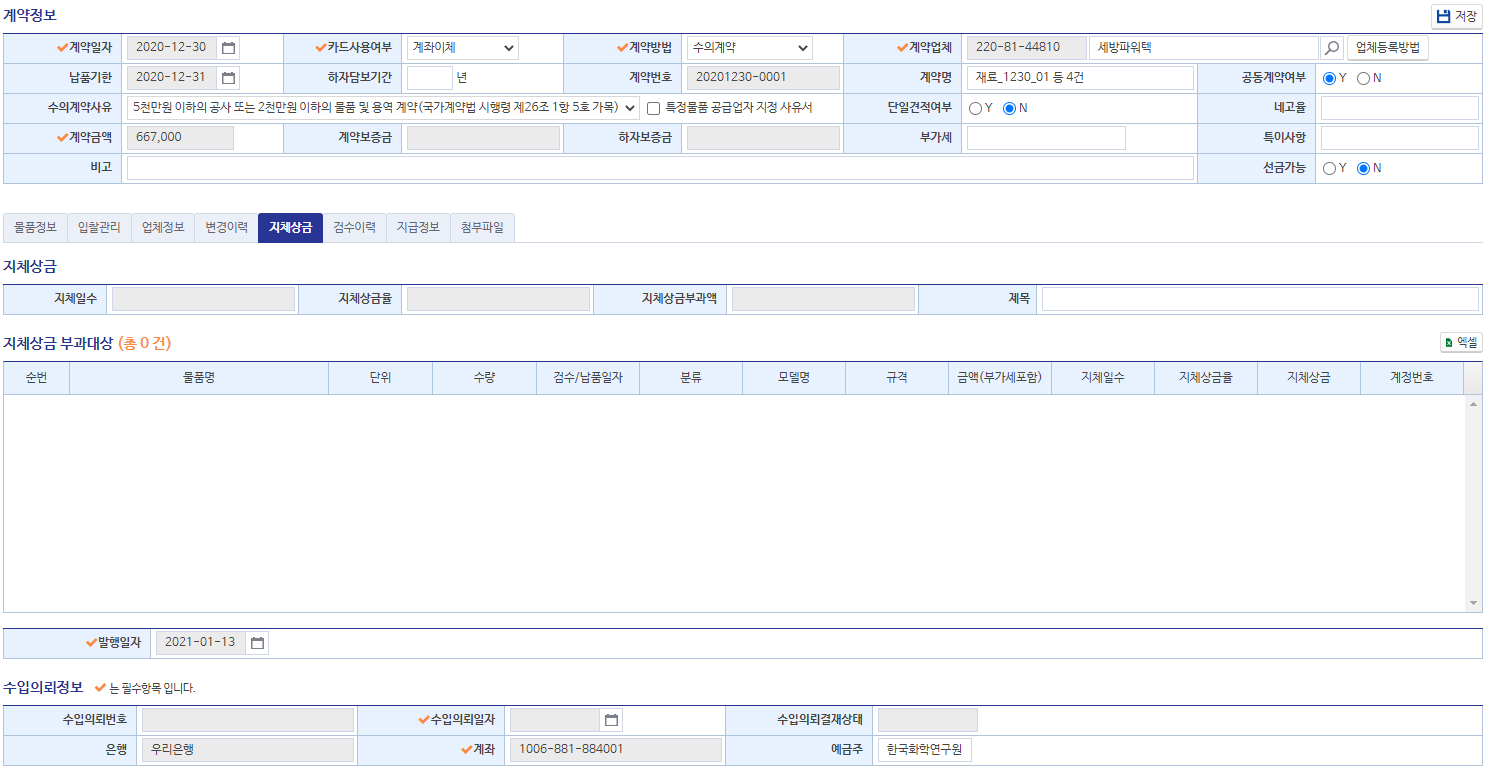 계약정보 저장
계약일자 2020-12-30 카드사용여부 계좌이체 계약방법 수의계약 계약업체 220-81-44810 세방파워텍 업체등록방법
납품기한 2020-12-31 하자담보기간 년 계약번호 20201230-0001 계약명 재료_1230_01 등 4건 공동계약여부 Y N
수의계약사유 5천만원 이하의 공사 또는 2천만원 이하의 물품 및 용역 계약(국가계약법 시행령 제26조 1항 5호 가목) 특정물품 공급업자 지정 사유서 단일견적여부 Y N 네고율
계약금액 667,000 계약보증금 하자보증금 부가세 특이사항
비고 선금가능 Y N
물품정보 입찰관리 업체정보 변경이력 지체상금 검수이력 지급정보 첨부파일
지체상금
지체일수 지체상금율 지체상금부과액 제목
지체상금 부과대상 (총 0 건) 엑셀
순번 물품명 단위 수량 검수/납품일자 분류 모델명 규격 금액(부가세포함) 지체일수 지체상금율 지체상금 계정번호
발행일자 2021-01-13
수입의뢰정보 는 필수항목 입니다.
수입의뢰번호 수입의뢰일자 수입의뢰결재상태
은행 우리은행 계좌 1006-881-884001 예금주 한국화학연구원